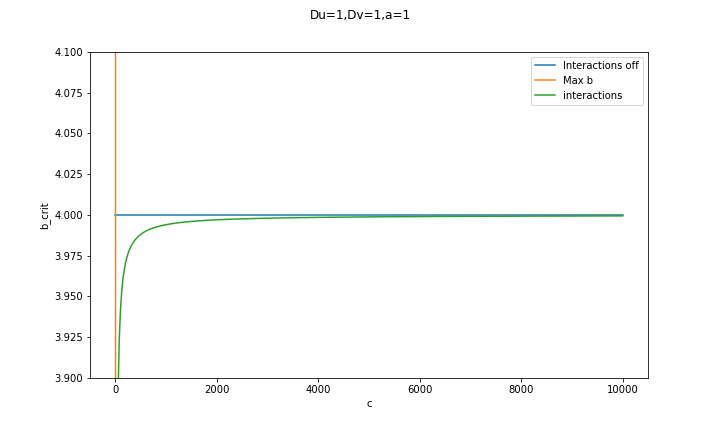 Du=1,Dv=1,a=1
4.100
4.075
4.050
4.025
4.000
3.975
3.950
3.925
3.900
b_crit
Interactions off
Max b
interactions
0
2000
4000
6000
8000
10000
c